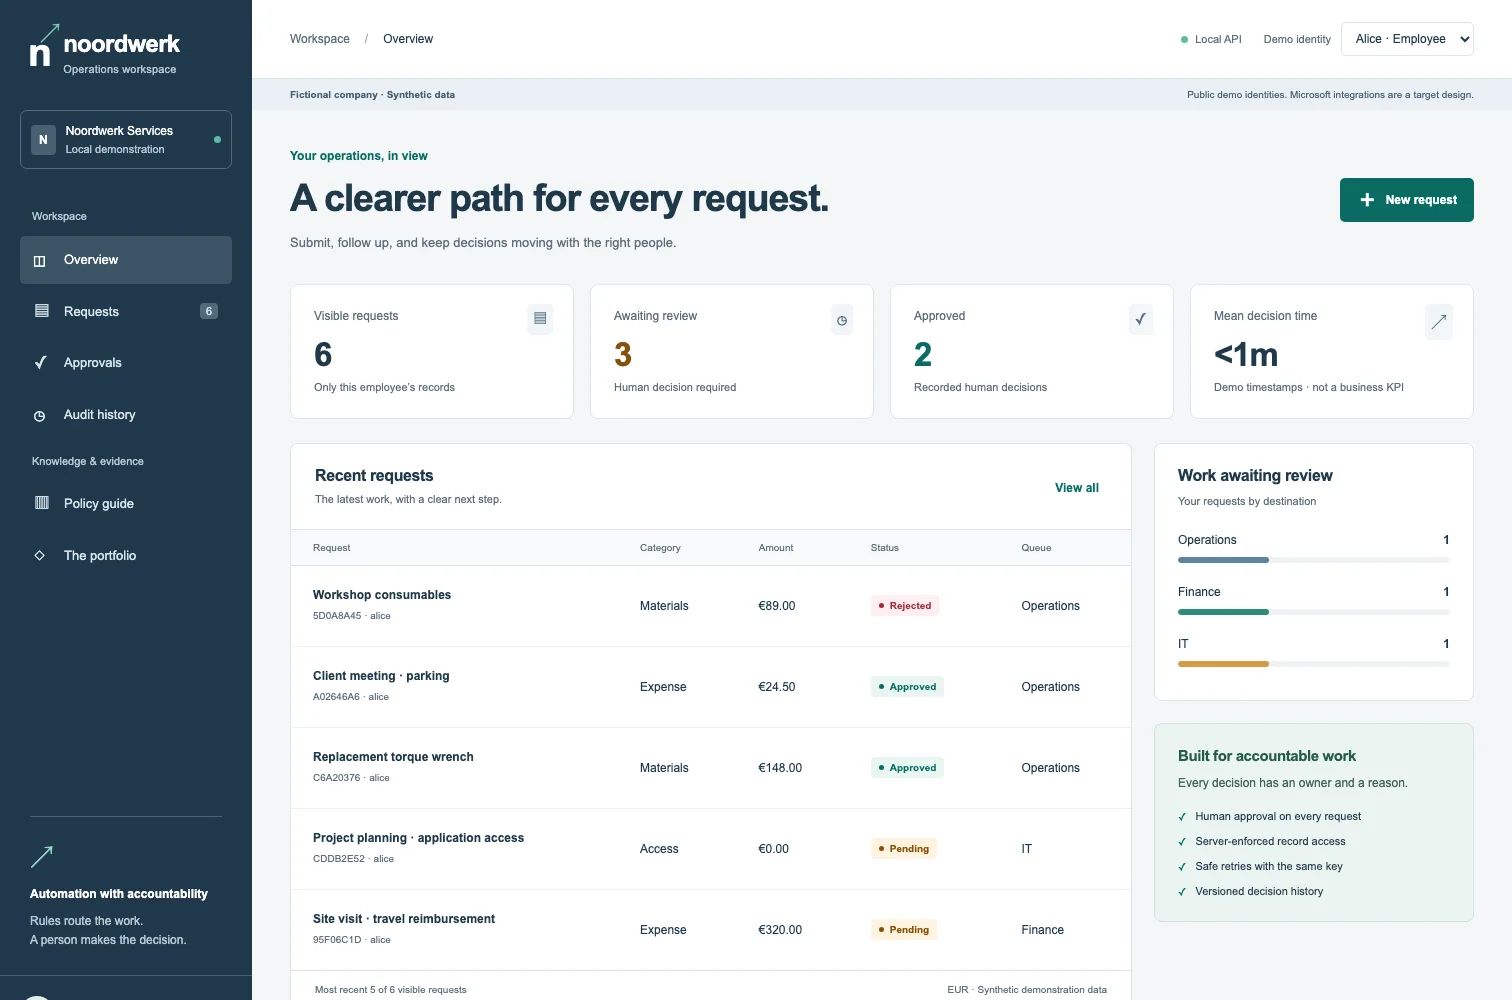 noordwerk
Operations workspace
N
Noordwerk Services
Local demonstration
Workspace
Overview
Requests 6
Approvals
Audit history
Knowledge & evidence
Policy guide
The portfolio
Automation with accountability
Rules route the work.
A person makes the decision.
Workspace / Overview
Local API Demo identity Alice · Employee
Fictional company · Synthetic data
Public demo identities. Microsoft integrations are a target design.
Your operations, in view
A clearer path for every request.
Submit, follow up, and keep decisions moving with the right people.
New request
Visible requests
6
Only this employee’s records
Awaiting review
3
Human decision required
Approved
2
Recorded human decisions
Mean decision time
<1m
Demo timestamps · not a business KPI
Recent requests
The latest work, with a clear next step.
View all
Request Category Amount Status Queue
Workshop consumables
5D0A8A45 · alice
Materials €89.00 Rejected Operations
Client meeting · parking
A02646A6 · alice
Expense €24.50 Approved Operations
Replacement torque wrench
C6A20376 · alice
Materials €148.00 Approved Operations
Project planning · application access
CDDB2E52 · alice
Access €0.00 Pending IT
Site visit · travel reimbursement
95F06C1D · alice
Expense €320.00 Pending Finance
Most recent 5 of 6 visible requests
EUR · Synthetic demonstration data
Work awaiting review
Your requests by destination
Operations 1
Finance 1
IT 1
Built for accountable work
Every decision has an owner and a reason.
Human approval on every request
Server-enforced record access
Safe retries with the same key
Versioned decision history